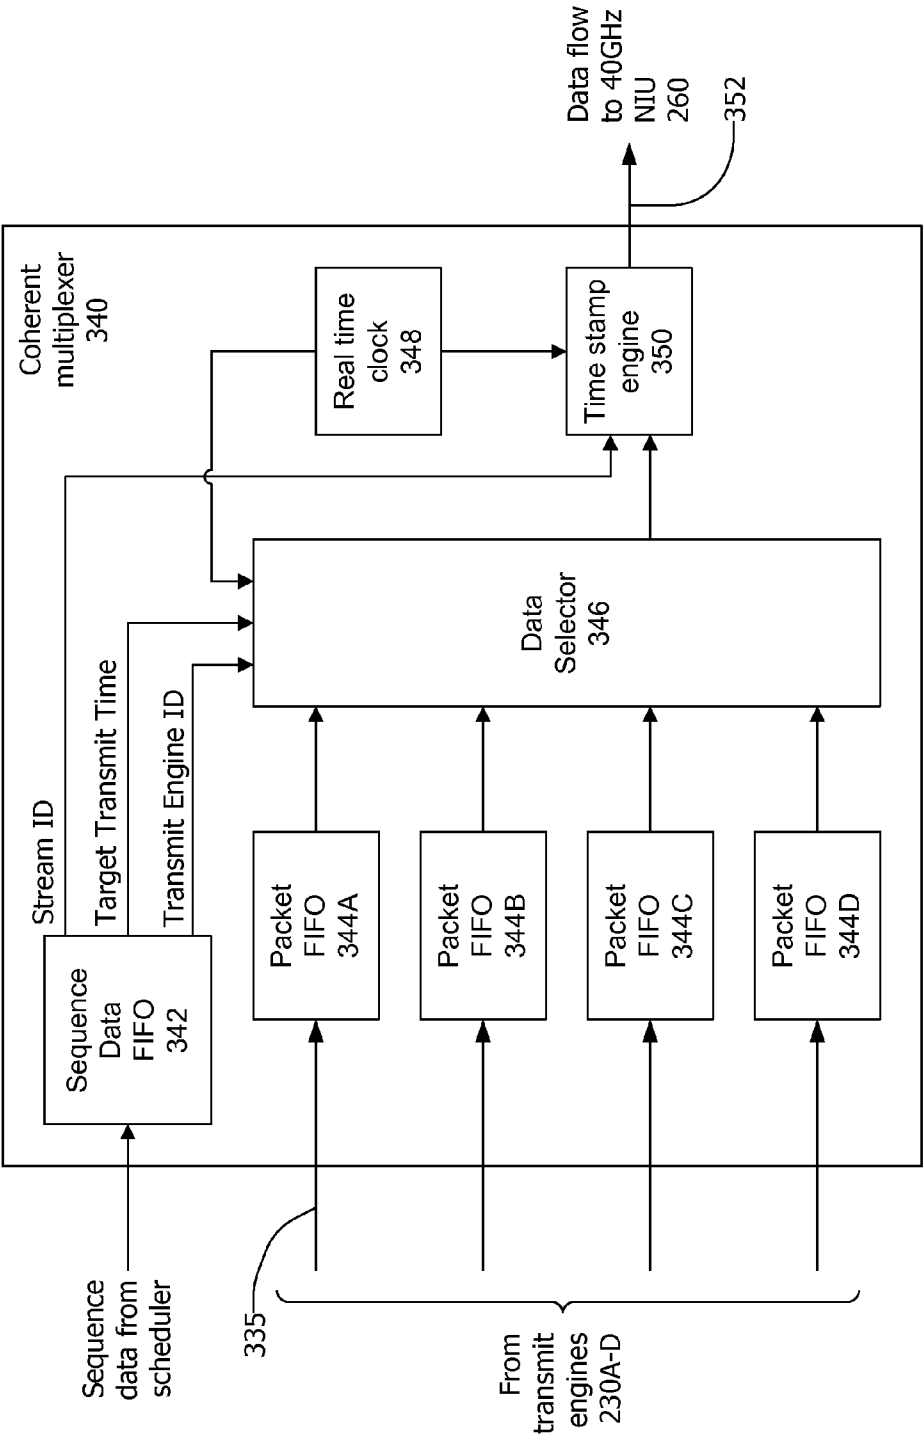 Coherent
multiplexer
340
Sequence
data from
scheduler
Sequence
Data
FIFO
342
Stream ID
Target Transmit Time
Transmit Engine ID
Real time
clock
348
Data flow
to 40GHz
NIU
260
352
335
From
transmit
engines
230A-D
Packet
FIFO
344A
Packet
FIFO
344B
Packet
FIFO
344C
Packet
FIFO
344D
Data
Selector
346
Time stamp
engine
350